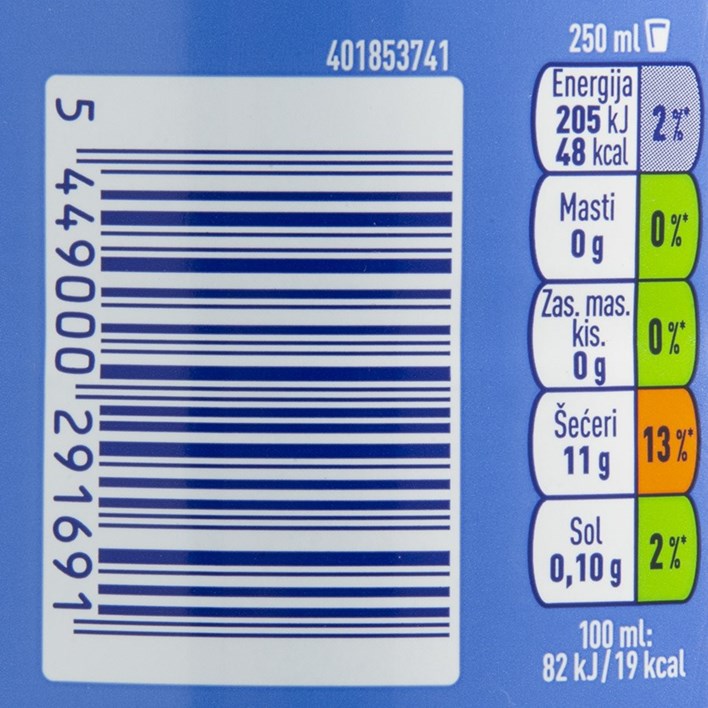 401853741
5 449000 291691
250 ml
Energija
205 kJ
48 kcal
2%*
Masti
0 g
0%*
Zas. mas.
kis.
0 g
0%*
Šećeri
11 g
13%*
Sol
0,10 g
2%*
100 ml:
82 kJ/19 kcal